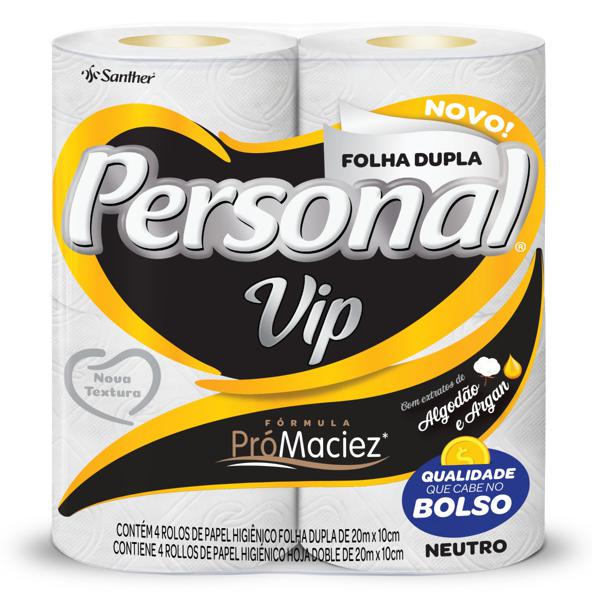 Santher
NOVO!
FOLHA DUPLA
Personal®
Vip
Nova
Textura
Com extratos de
Algodão
e Argan
FÓRMULA
PróMaciez*
QUALIDADE
QUE CABE NO
BOLSO
CONTÉM 4 ROLOS DE PAPEL HIGIÊNICO FOLHA DUPLA DE 20m X 10cm
CONTIENE 4 ROLLOS DE PAPEL HIGIÉNICO HOJA DOBLE DE 20m X 10cm
NEUTRO